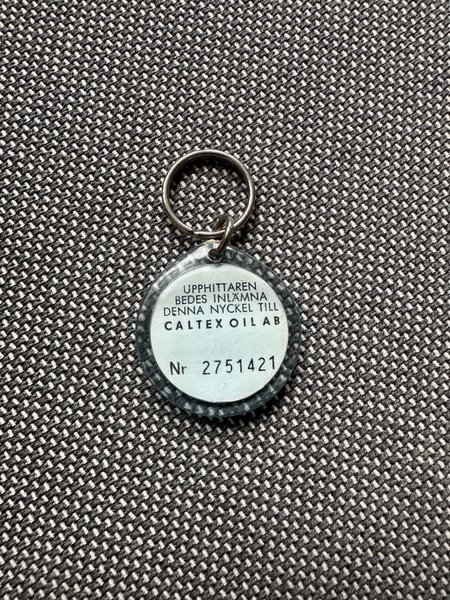 UPPHITTAREN
BEDES INLÄMNA
DENNA NYCKEL TILL
CALTEX OIL AB
Nr 2751421